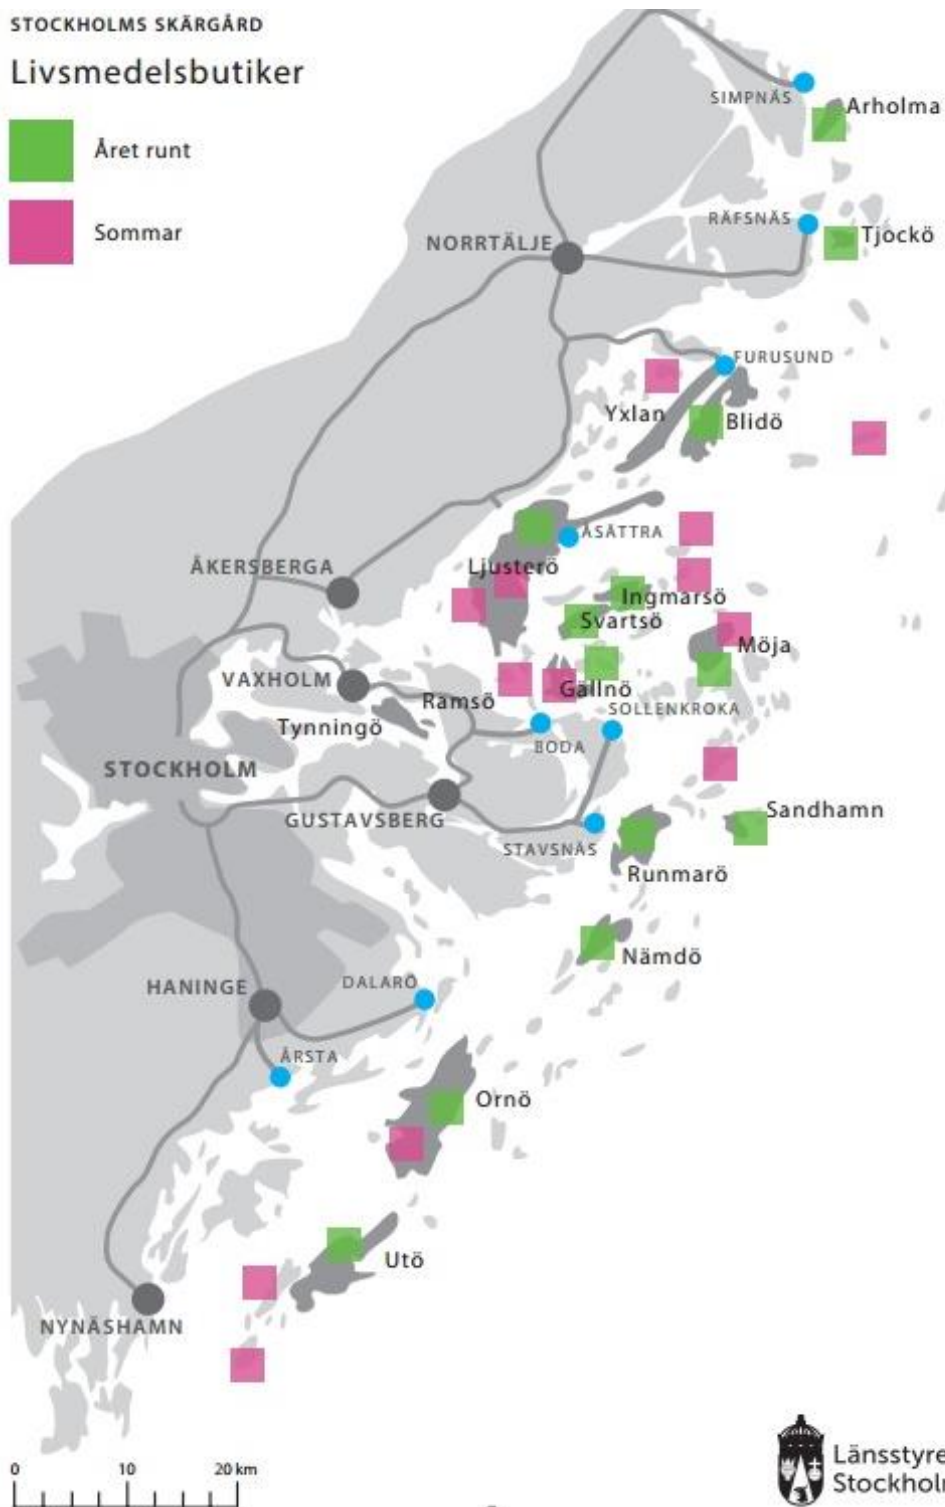 STOCKHOLMS SKÄRGÅRD
Livsmedelsbutiker
Året runt
Sommar
SIMPNÄS
Arholma
RÄFSNÄS
Tjockö
NORRTÄLJE
FURUSUND
Yxlan
Blidö
ÅSÄTTRA
ÅKERSBERGA
Ljusterö
Ingmarsö
Svartsö
Möja
VAXHOLM
Ramsö
Gällnö
SOLLENKROKA
Tynningö
BODA
STOCKHOLM
Sandhamn
GUSTAVSBERG
STAVSNÄS
Runmarö
Nämdö
HANINGE
DALARÖ
ÅRSTA
Ornö
Utö
NYNÄSHAMN
0 10 20 km
Länsstyre
Stockhol